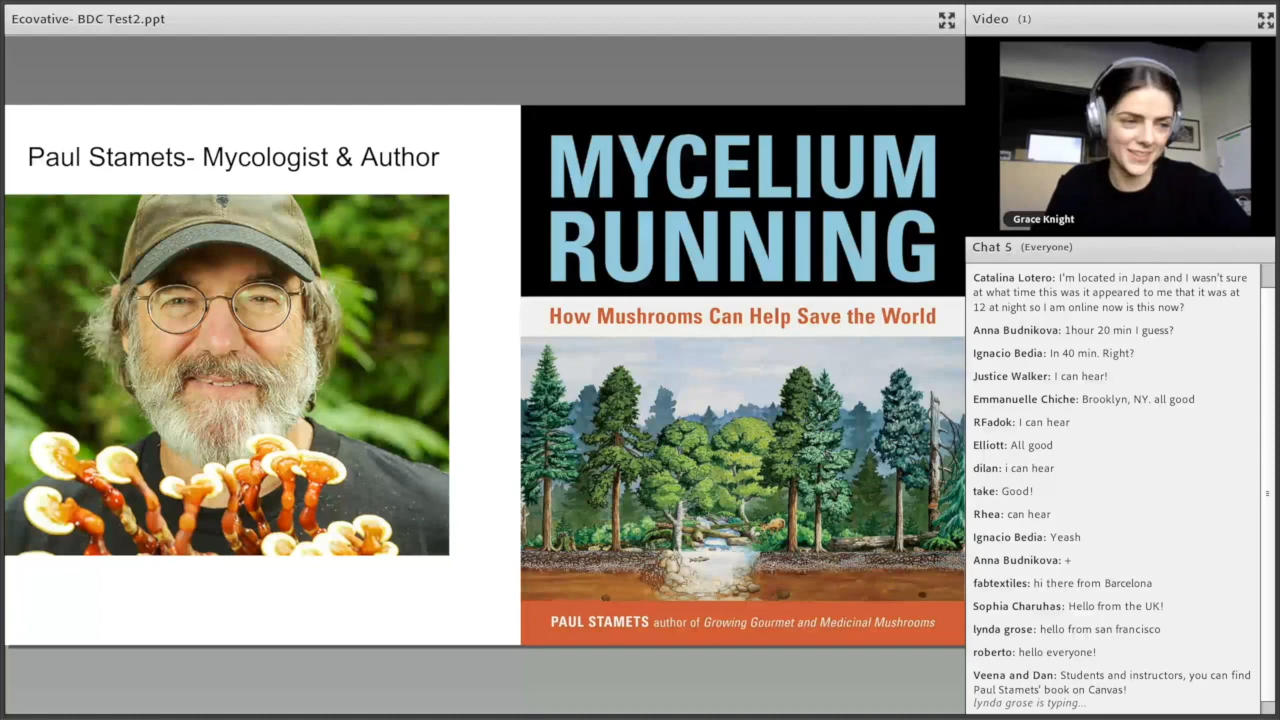 Ecovative- BDC Test2.ppt
Paul Stamets- Mycologist & Author
MYCELIUM
RUNNING
How Mushrooms Can Help Save the World
PAUL STAMETS author of Growing Gourmet and Medicinal Mushrooms
Video (1)
Grace Knight
Chat 5 (Everyone)
Catalina Lotero: I'm located in Japan and I wasn't sure
at what time this was it appeared to me that it was at
12 at night so I am online now is this now?
Anna Budnikova: 1hour 20 min I guess?
Ignacio Bedia: In 40 min. Right?
Justice Walker: I can hear!
Emmanuelle Chiche: Brooklyn, NY. all good
RFadok: I can hear
Elliott: All good
dilan: i can hear
take: Good!
Rhea: can hear
Ignacio Bedia: Yeash
Anna Budnikova: +
fabtextiles: hi there from Barcelona
Sophia Charuhas: Hello from the UK!
lynda grose: hello from san francisco
roberto: hello everyone!
Veena and Dan: Students and instructors, you can find
Paul Stamets' book on Canvas!
lynda grose is typing...